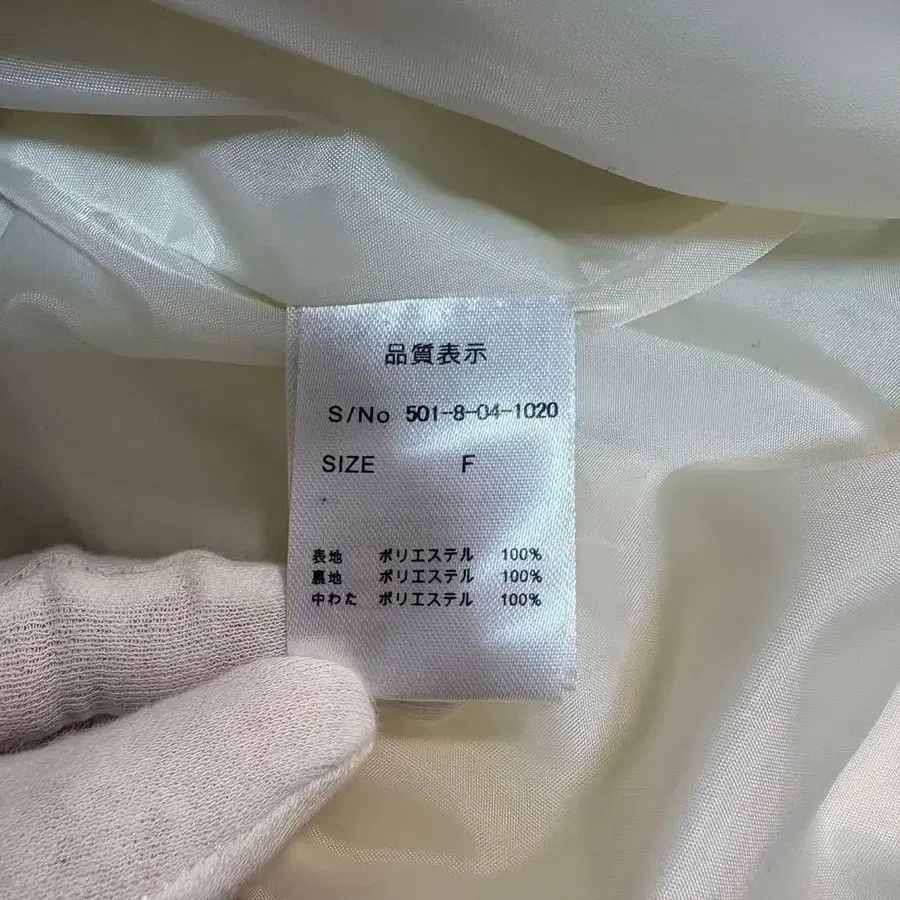 品質表示
S/No 501-8-04-1020
SIZE F
表地 ポリエステル 100%
裏地 ポリエステル 100%
中わた ポリエステル 100%